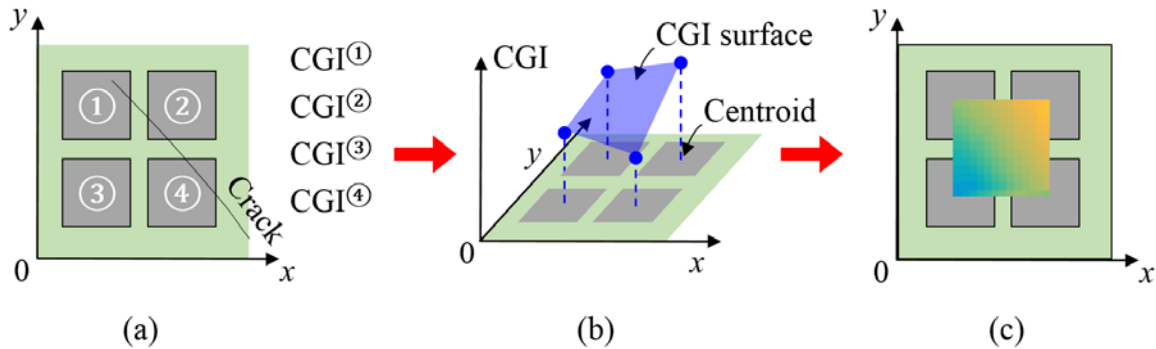 y
①
②
③
④
Crack
0
x
(a)
CGI①
CGI②
CGI③
CGI④
CGI
CGI surface
Centroid
y
0
x
(b)
y
0
x
(c)